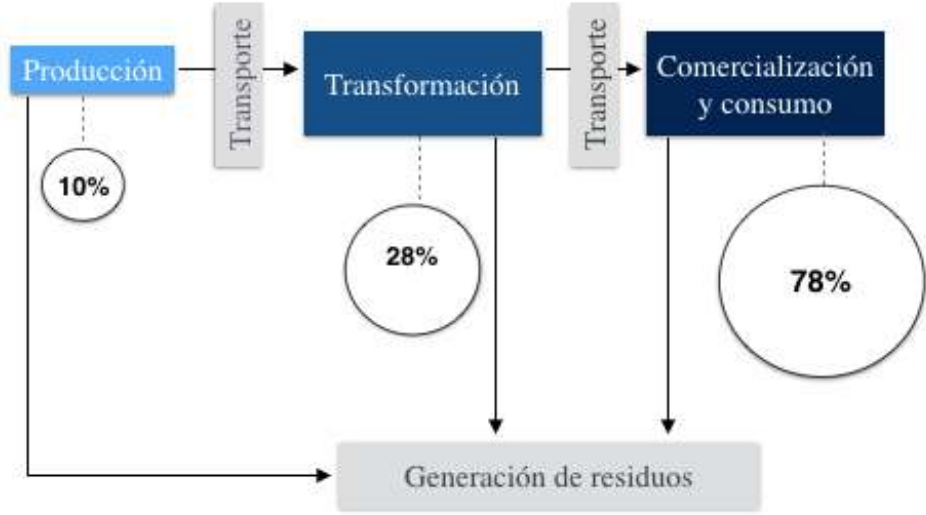 Producción
Transporte
Transformación
Transporte
Comercialización
y consumo
10%
28%
78%
Generación de residuos